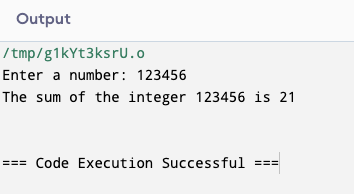 Output
/tmp/g1kYt3ksrU.o
Enter a number: 123456
The sum of the integer 123456 is 21
=== Code Execution Successful ===